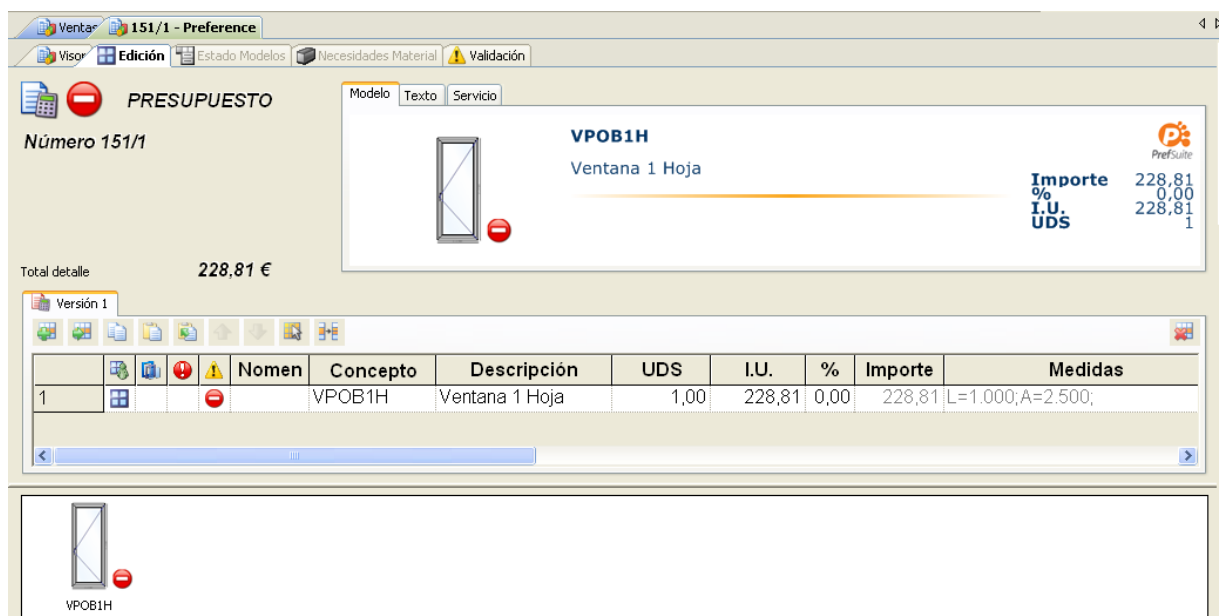 Ventas 151/1 - Preference
Visor Edición Estado Modelos Necesidades Material Validación
PRESUPUESTO
Número 151/1
Total detalle 228,81 €
Modelo Texto Servicio
VPOB1H
Ventana 1 Hoja
PrefSuite
Importe 228,81
% 0,00
I.U. 228,81
UDS 1
Versión 1
Nomen Concepto Descripción UDS I.U. % Importe Medidas
1 VPOB1H Ventana 1 Hoja 1,00 228,81 0,00 228,81 L=1.000;A=2.500;
VPOB1H